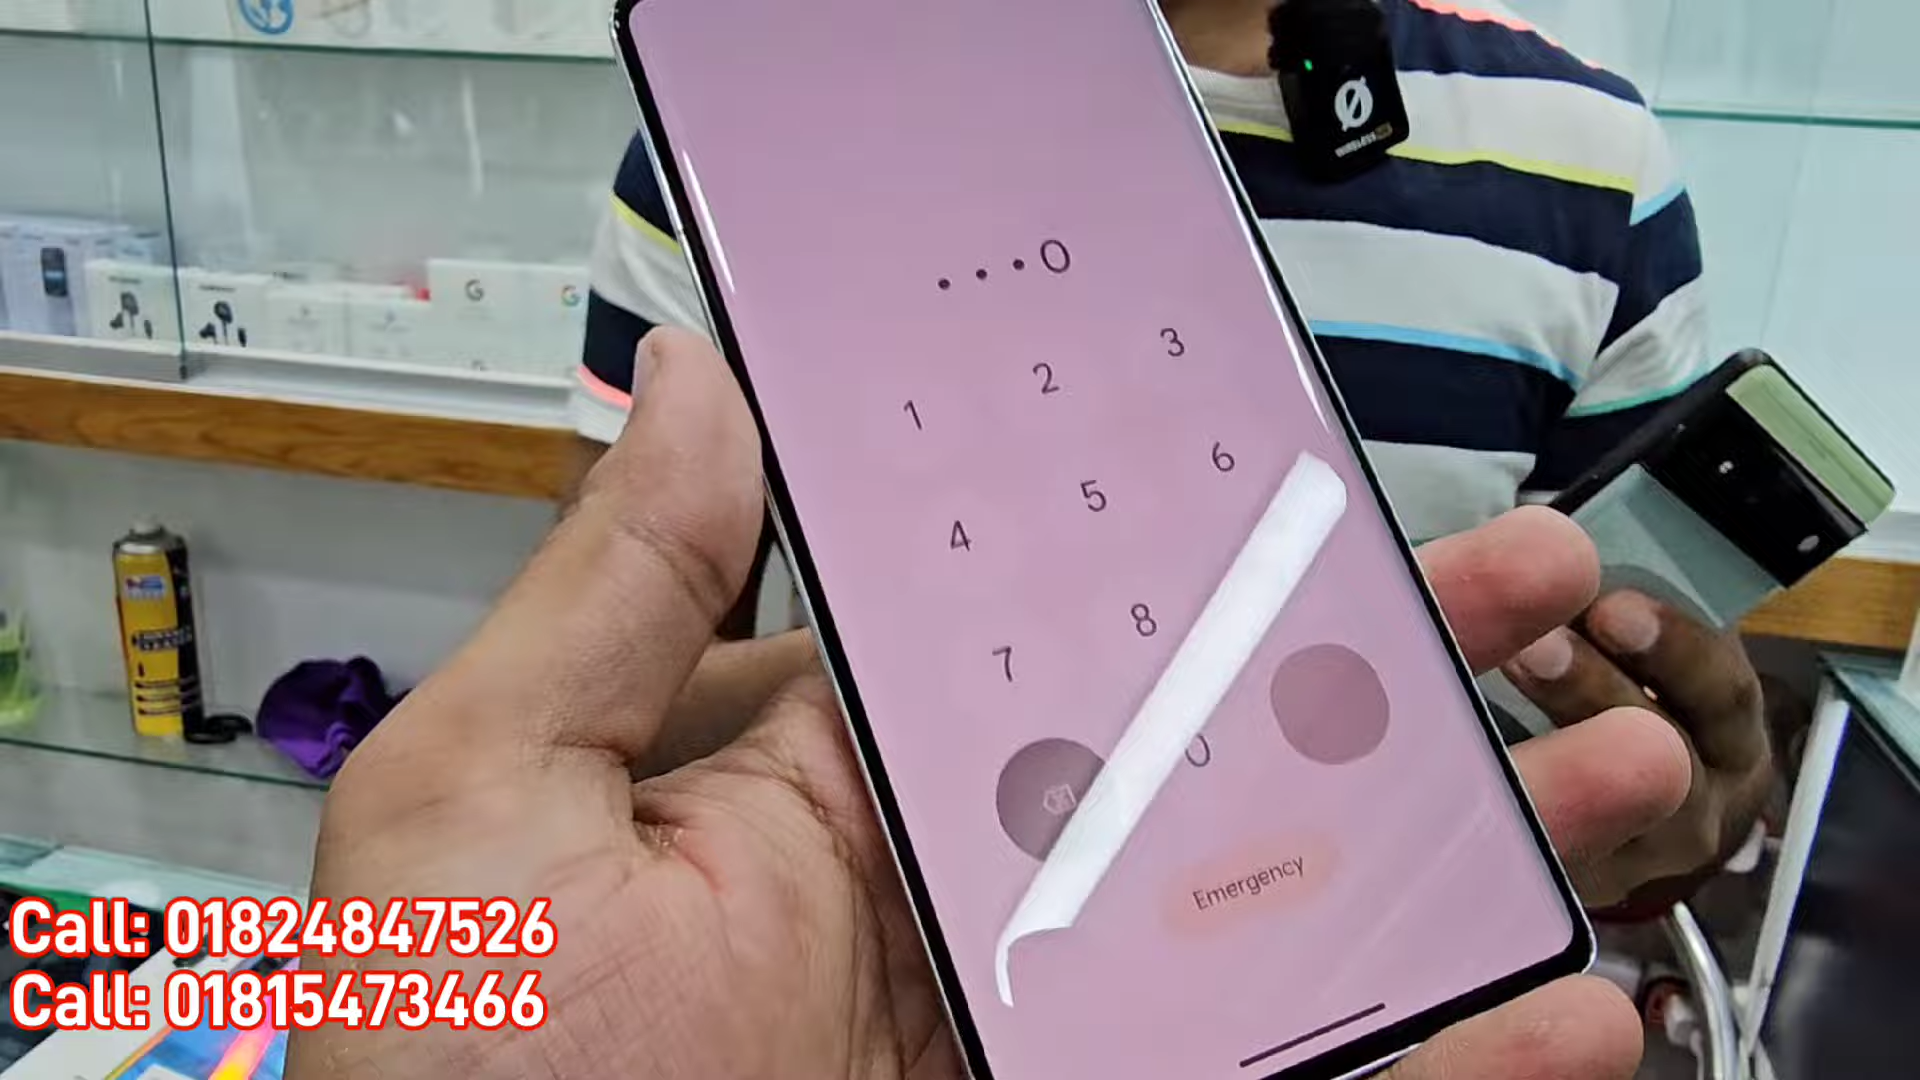 0
1 2 3
4 5 6
7 8
0
Emergency
G
G
Call: 01824847526
Call: 01815473466